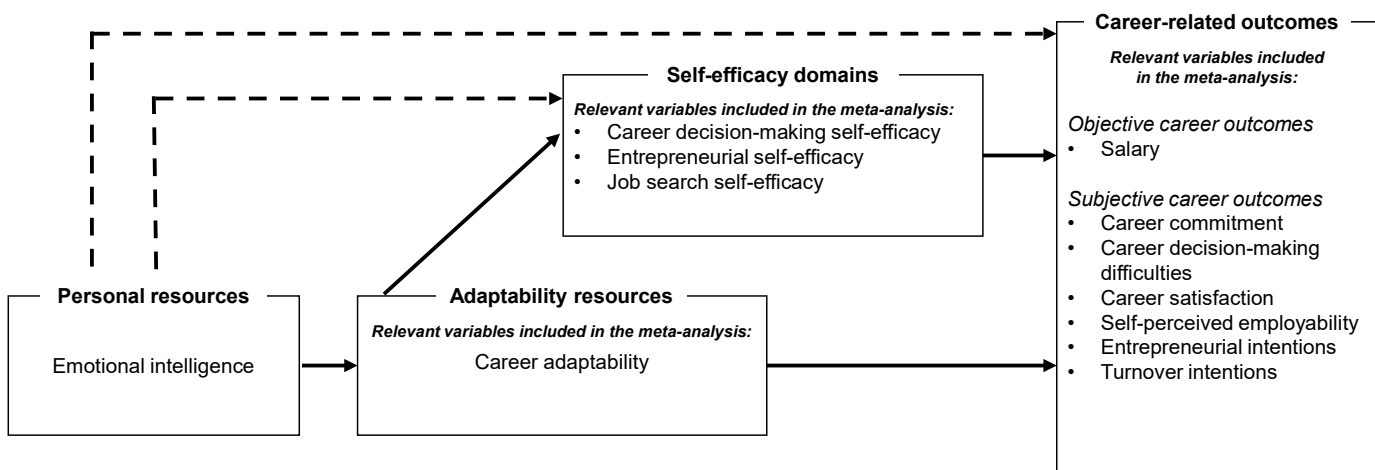 Career-related outcomes
Relevant variables included
in the meta-analysis:
Objective career outcomes
• Salary
Subjective career outcomes
• Career commitment
• Career decision-making
difficulties
• Career satisfaction
• Self-perceived employability
• Entrepreneurial intentions
• Turnover intentions
Self-efficacy domains
Relevant variables included in the meta-analysis:
• Career decision-making self-efficacy
• Entrepreneurial self-efficacy
• Job search self-efficacy
Personal resources
Emotional intelligence
Adaptability resources
Relevant variables included in the meta-analysis:
Career adaptability